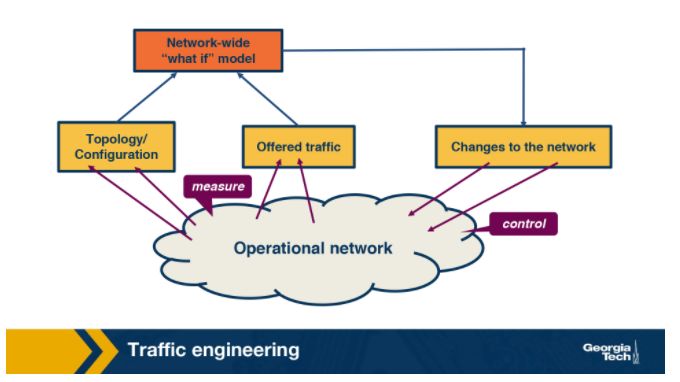 Network-wide
“what if” model
Topology/
Configuration
Offered traffic
Changes to the network
measure
control
Operational network
Traffic engineering
Georgia
Tech